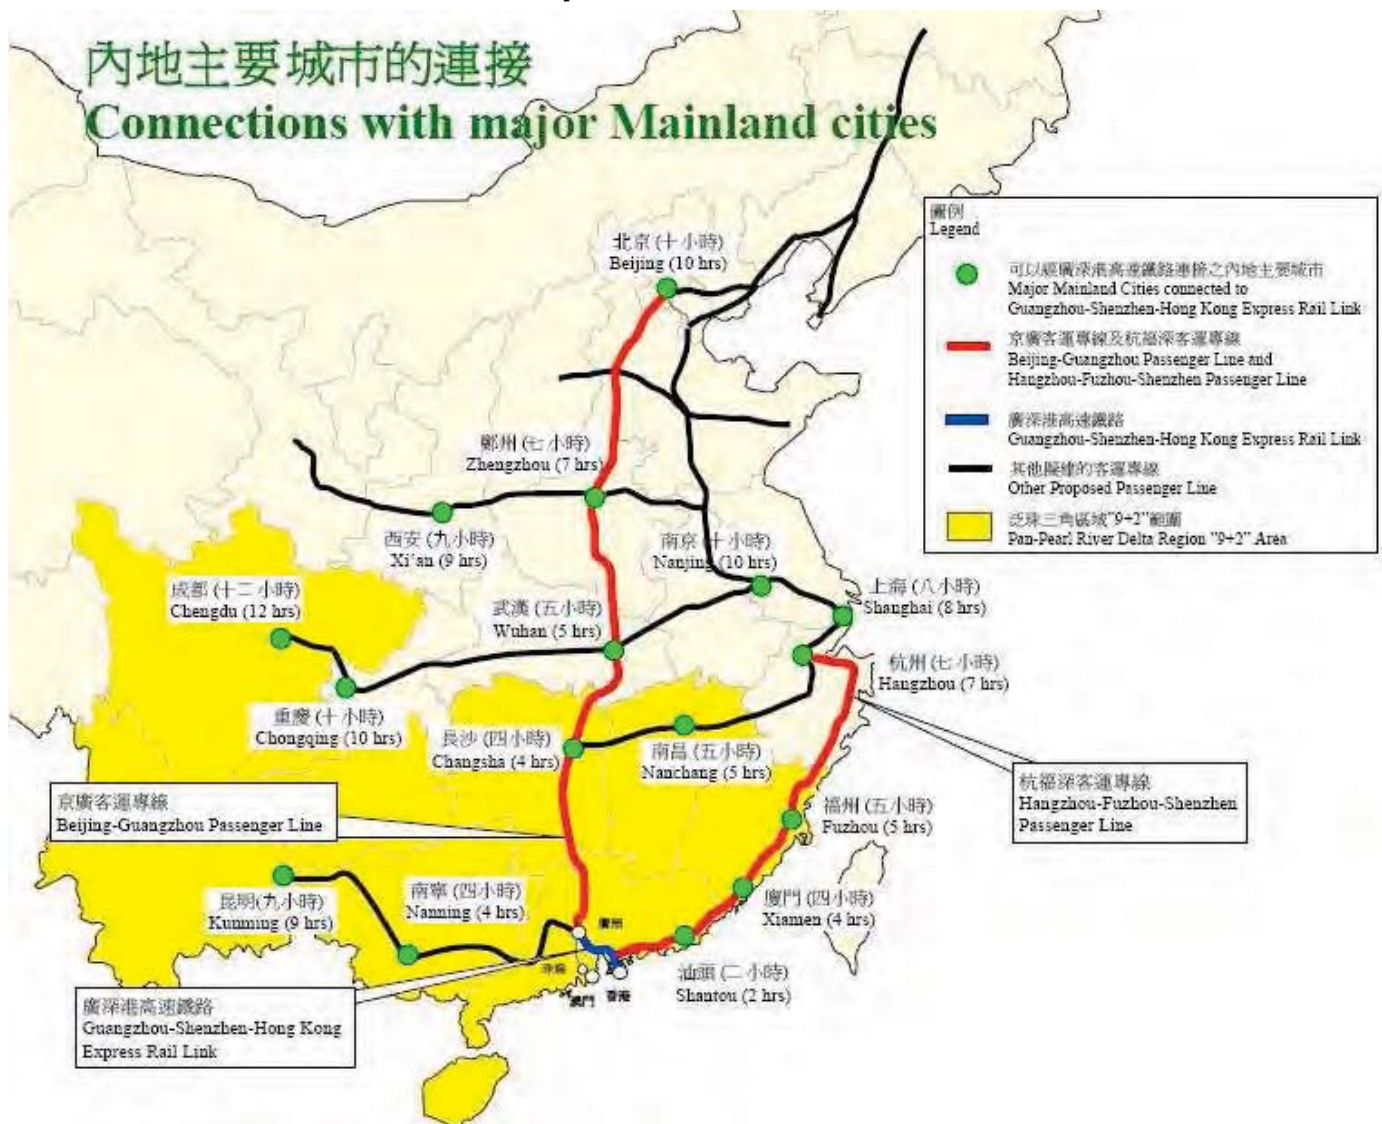 內地主要城市的連接
Connections with major Mainland cities
圖例
Legend
可以經廣深港高速鐵路連接之內地主要城市
Major Mainland Cities connected to
Guangzhou-Shenzhen-Hong Kong Express Rail Link
京廣客運專線及杭福深客運專線
Beijing-Guangzhou Passenger Line and
Hangzhou-Fuzhou-Shenzhen Passenger Line
廣深港高速鐵路
Guangzhou-Shenzhen-Hong Kong Express Rail Link
其他擬建的客運專線
Other Proposed Passenger Line
泛珠三角區域"9+2"範圍
Pan-Pearl River Delta Region "9+2" Area
北京 (十小時)
Beijing (10 hrs)
鄭州 (七小時)
Zhengzhou (7 hrs)
西安 (九小時)
Xi'an (9 hrs)
南京 (十小時)
Nanjing (10 hrs)
成都 (十二小時)
Chengdu (12 hrs)
武漢 (五小時)
Wuhan (5 hrs)
上海 (八小時)
Shanghai (8 hrs)
杭州 (七小時)
Hangzhou (7 hrs)
重慶 (十小時)
Chongqing (10 hrs)
長沙 (四小時)
Changsha (4 hrs)
南昌 (五小時)
Nanchang (5 hrs)
杭福深客運專線
Hangzhou-Fuzhou-Shenzhen
Passenger Line
京廣客運專線
Beijing-Guangzhou Passenger Line
福州 (五小時)
Fuzhou (5 hrs)
昆明(九小時)
Kunming (9 hrs)
南寧 (四小時)
Nanning (4 hrs)
廈門 (四小時)
Xiamen (4 hrs)
廣州
珠海
澳門
香港
汕頭 (二小時)
Shantou (2 hrs)
廣深港高速鐵路
Guangzhou-Shenzhen-Hong Kong
Express Rail Link